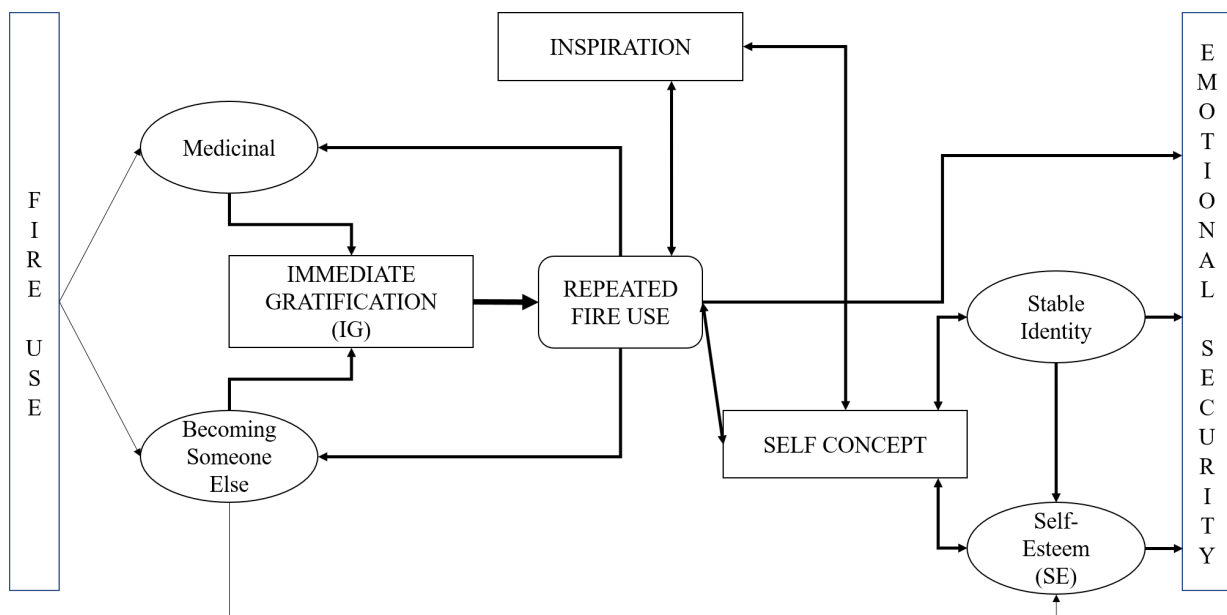 FIRE USE
Medicinal
Becoming
Someone
Else
IMMEDIATE
GRATIFICATION
(IG)
INSPIRATION
REPEATED
FIRE USE
SELF CONCEPT
Stable
Identity
Self-
Esteem
(SE)
EMOTIONAL SECURITY